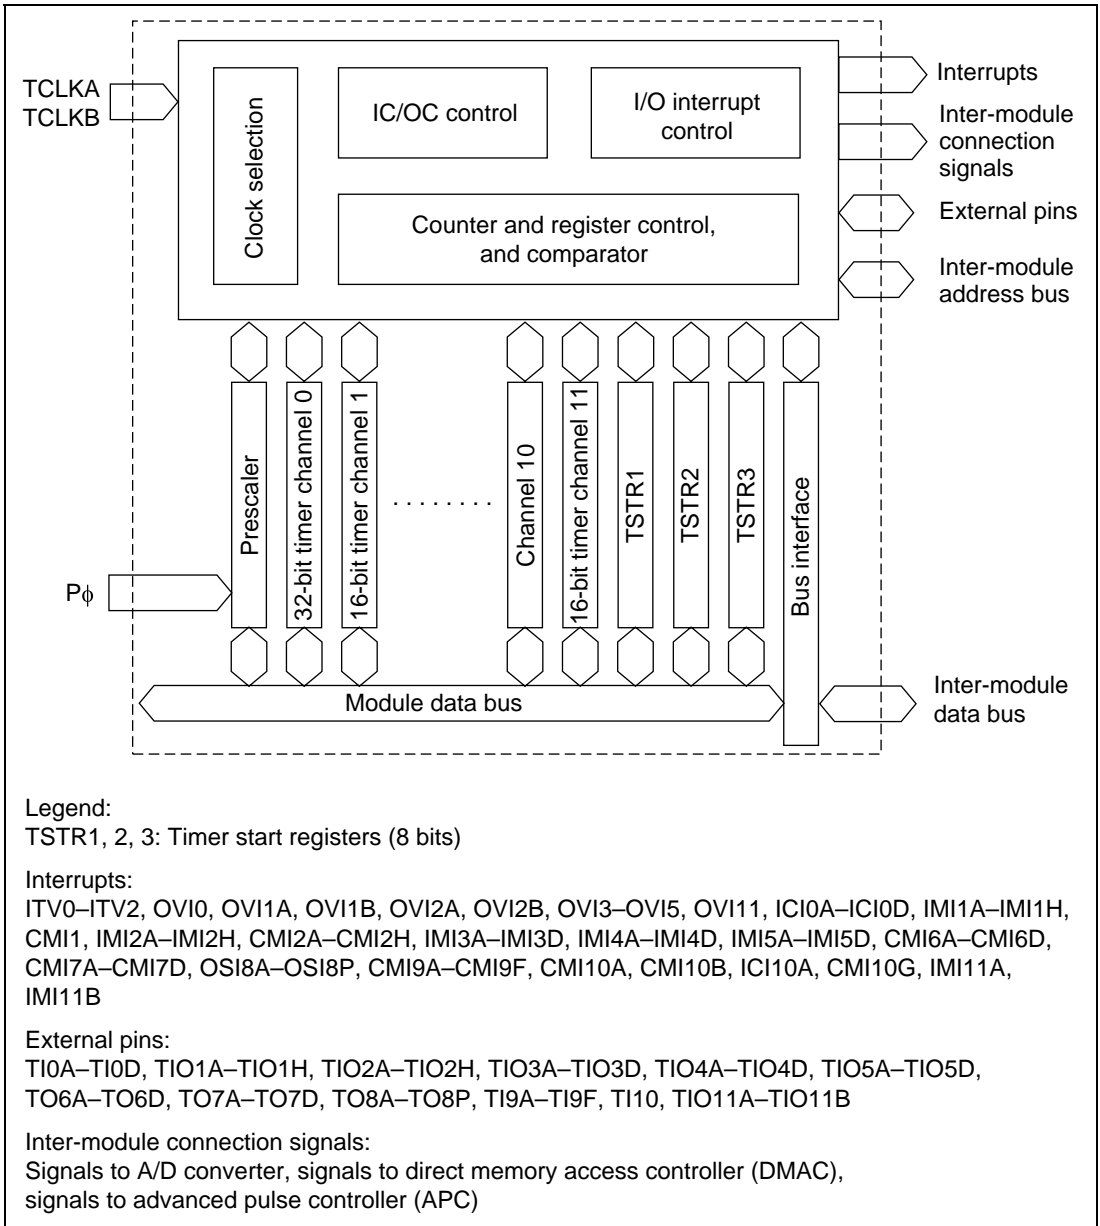 TCLKA
TCLKB
Clock selection
IC/OC control
I/O interrupt
control
Counter and register control,
and comparator
Interrupts
Inter-module
connection
signals
External pins
Inter-module
address bus
Prescaler
32-bit timer channel 0
16-bit timer channel 1
. . . . . . . .
Channel 10
16-bit timer channel 11
TSTR1
TSTR2
TSTR3
Bus interface
Pϕ
Module data bus
Inter-module
data bus
Legend:
TSTR1, 2, 3: Timer start registers (8 bits)
Interrupts:
ITV0–ITV2, OVI0, OVI1A, OVI1B, OVI2A, OVI2B, OVI3–OVI5, OVI11, ICI0A–ICI0D, IMI1A–IMI1H,
CMI1, IMI2A–IMI2H, CMI2A–CMI2H, IMI3A–IMI3D, IMI4A–IMI4D, IMI5A–IMI5D, CMI6A–CMI6D,
CMI7A–CMI7D, OSI8A–OSI8P, CMI9A–CMI9F, CMI10A, CMI10B, ICI10A, CMI10G, IMI11A,
IMI11B
External pins:
TI0A–TI0D, TIO1A–TIO1H, TIO2A–TIO2H, TIO3A–TIO3D, TIO4A–TIO4D, TIO5A–TIO5D,
TO6A–TO6D, TO7A–TO7D, TO8A–TO8P, TI9A–TI9F, TI10, TIO11A–TIO11B
Inter-module connection signals:
Signals to A/D converter, signals to direct memory access controller (DMAC),
signals to advanced pulse controller (APC)